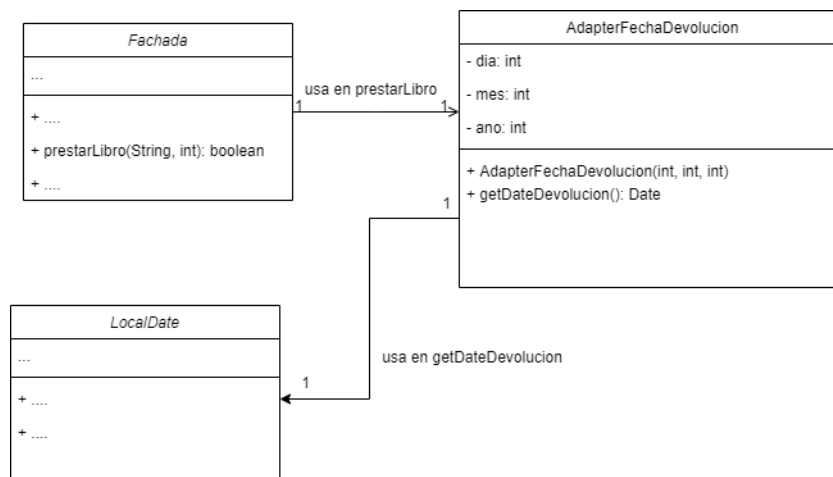 Fachada
...
+ ....
+ prestarLibro(String, int): boolean
+ ....
usa en prestarLibro
1
1
AdapterFechaDevolucion
- dia: int
- mes: int
- ano: int
+ AdapterFechaDevolucion(int, int, int)
+ getDateDevolucion(): Date
1
usa en getDateDevolucion
1
LocalDate
...
+ ....
+ ....